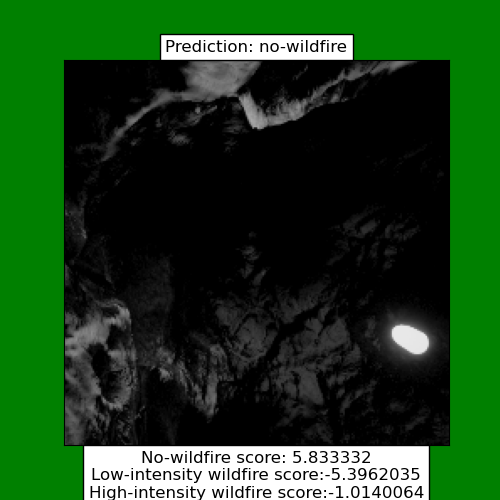 Prediction: no-wildfire
No-wildfire score: 5.833332
Low-intensity wildfire score:-5.3962035
High-intensity wildfire score:-1.0140064